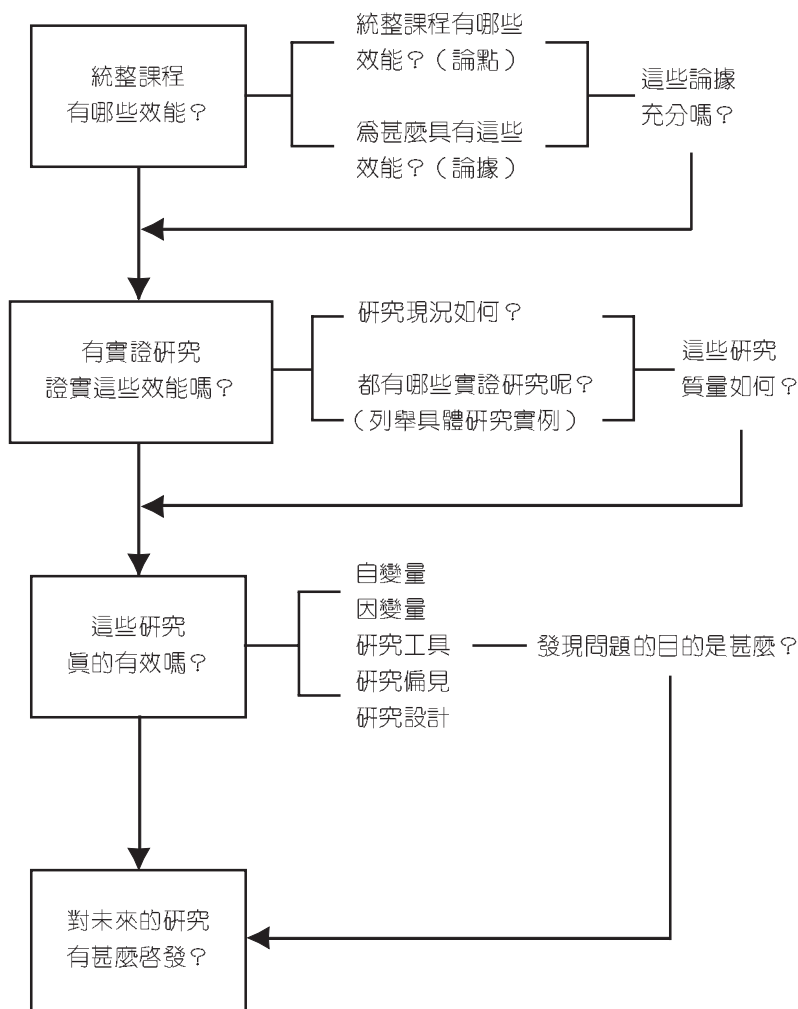 統整課程
有哪些效能？
統整課程有哪些
效能？（論點）
為甚麼具有這些
效能？（論據）
這些論據
充分嗎？
有實證研究
證實這些效能嗎？
研究現況如何？
都有哪些實證研究呢？
（列舉具體研究實例）
這些研究
質量如何？
這些研究
真的有效嗎？
自變量
因變量
研究工具
研究偏見
研究設計
發現問題的目的是甚麼？
對未來的研究
有甚麼啓發？